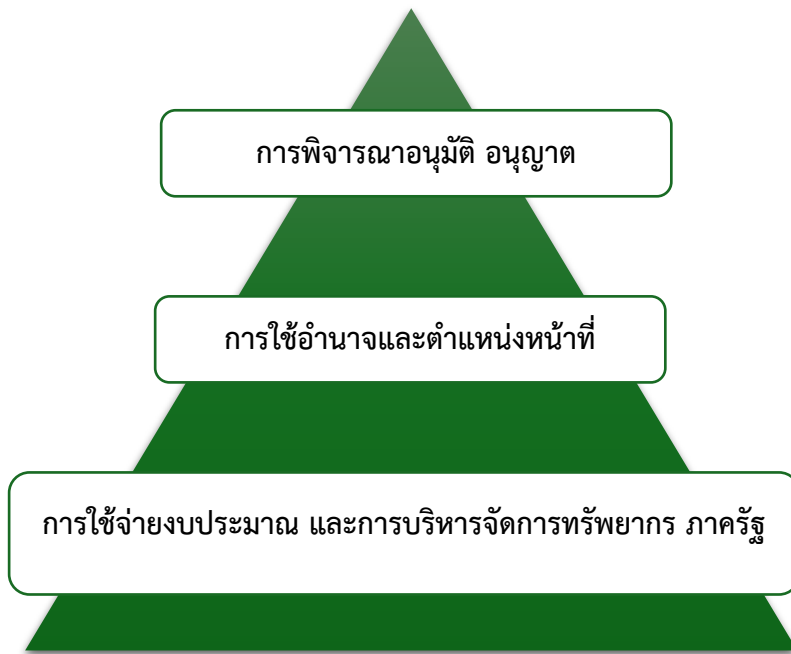 การพิจารณาอนุมัติ อนุญาต
การใช้อำนาจและตำแหน่งหน้าที่
การใช้จ่ายงบประมาณ และการบริหารจัดการทรัพยากร ภาครัฐ